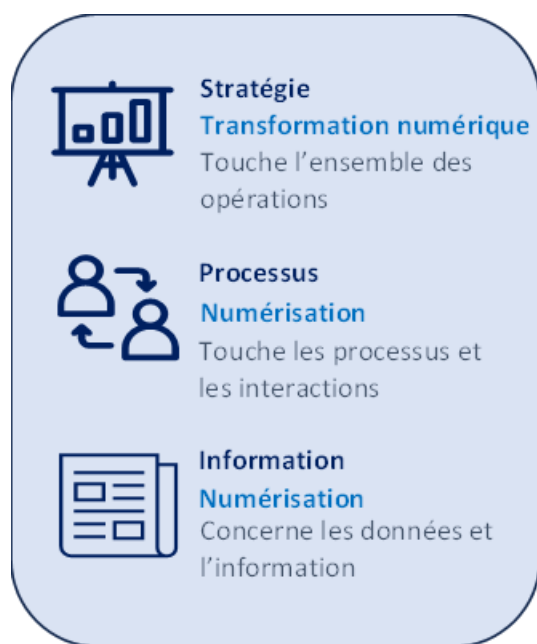 Stratégie
Transformation numérique
Touche l’ensemble des
opérations
Processus
Numérisation
Touche les processus et
les interactions
Information
Numérisation
Concerne les données et
l’information